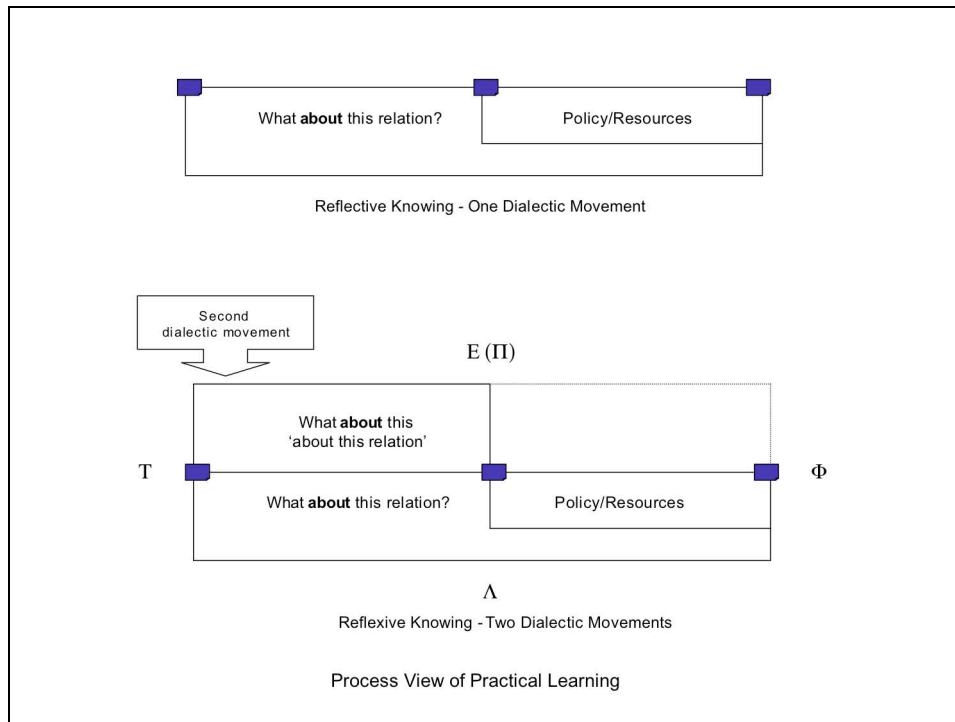 What about this relation?
Policy/Resources
Reflective Knowing - One Dialectic Movement
Second
dialectic movement
Ε (Π)
What about this
‘about this relation’
Τ
Φ
What about this relation?
Policy/Resources
Λ
Reflexive Knowing - Two Dialectic Movements
Process View of Practical Learning